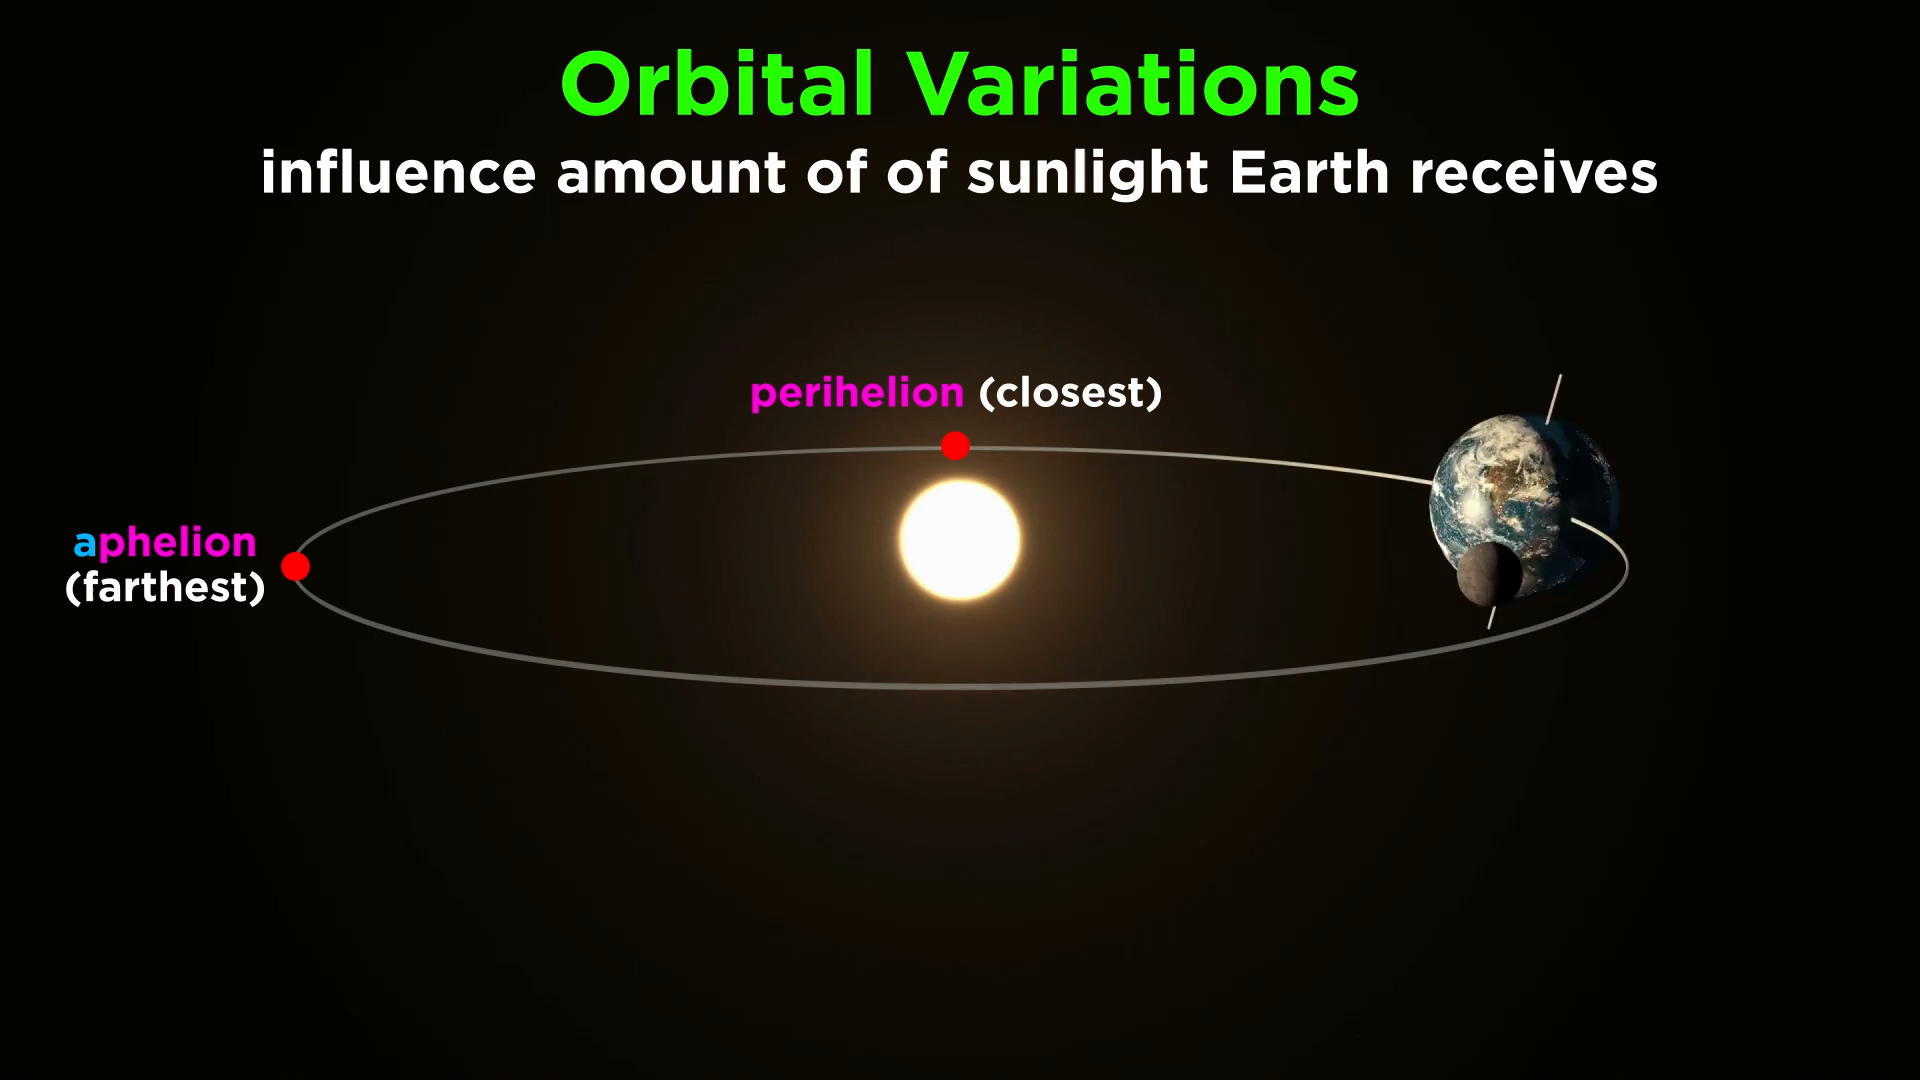 Orbital Variations
influence amount of of sunlight Earth receives
perihelion (closest)
aphelion
(farthest)